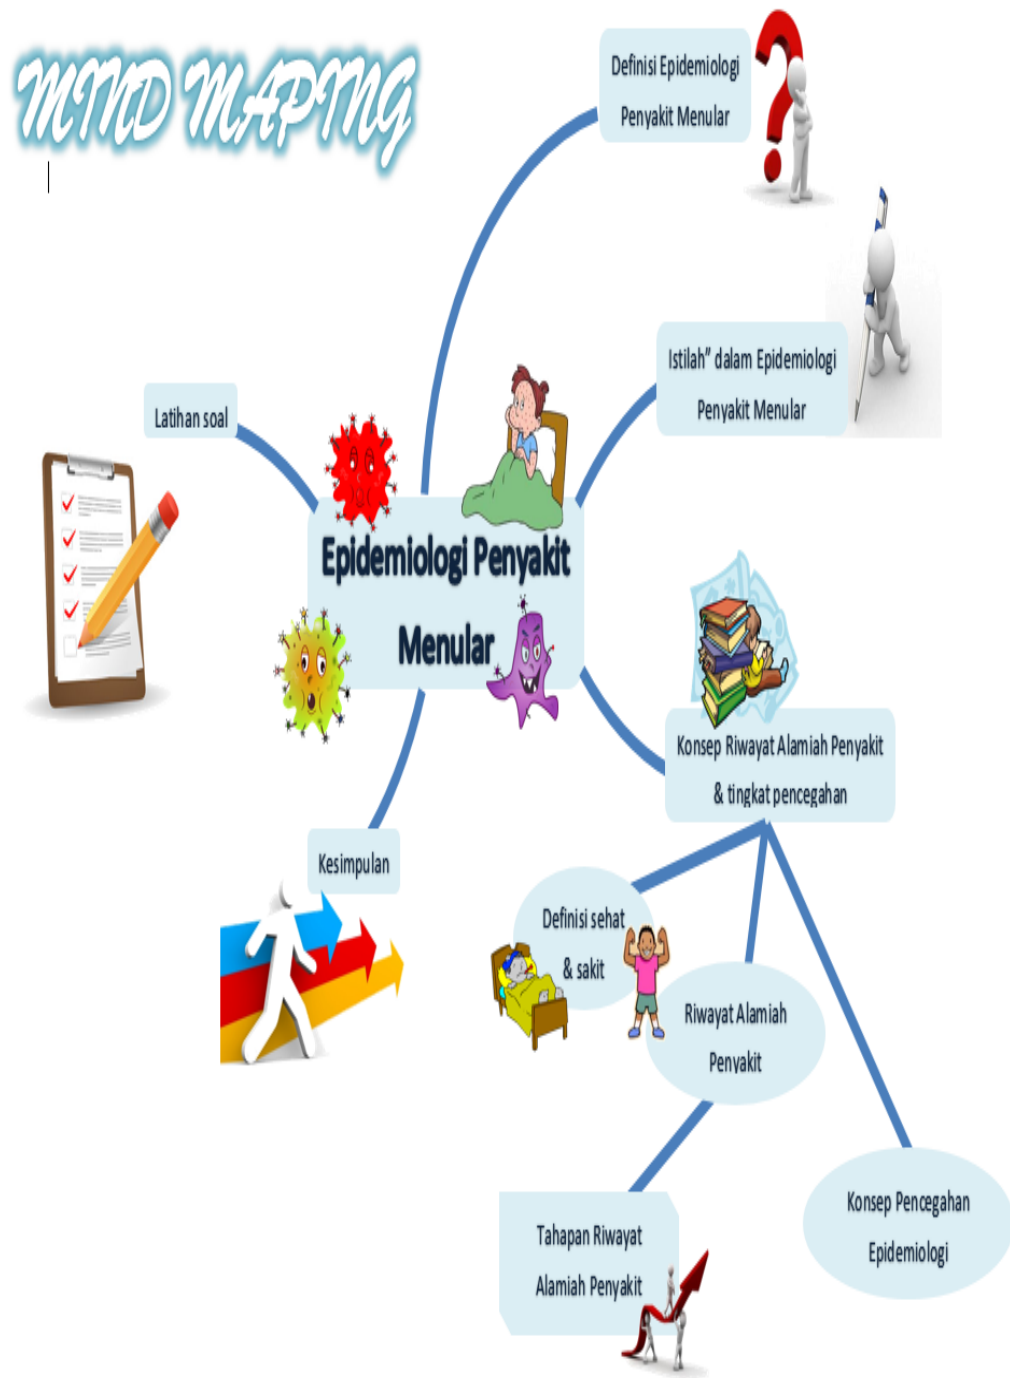 MIND MAPING
Definisi Epidemiologi
Penyakit Menular
Istilah” dalam Epidemiologi
Penyakit Menular
Latihan soal
Epidemiologi Penyakit
Menular
Konsep Riwayat Alamiah Penyakit
& tingkat pencegahan
Kesimpulan
Definisi sehat
& sakit
Riwayat Alamiah
Penyakit
Tahapan Riwayat
Alamiah Penyakit
Konsep Pencegahan
Epidemiologi